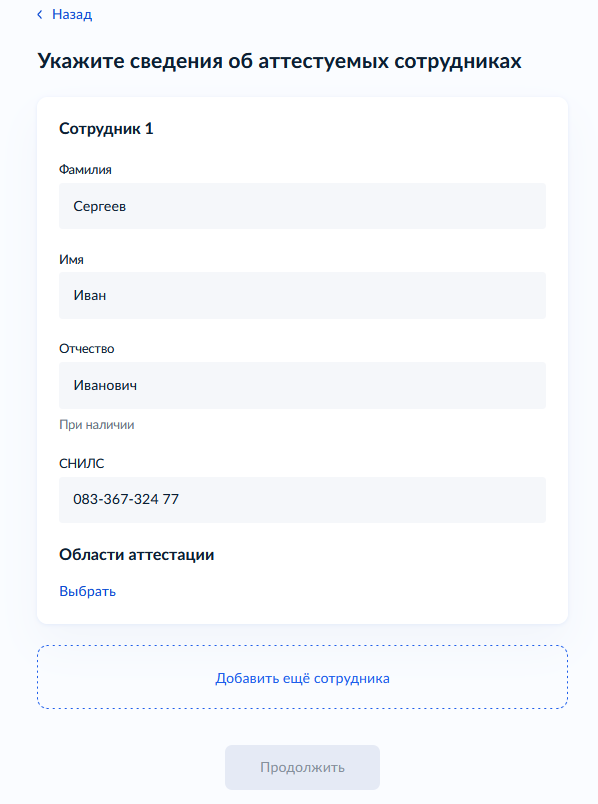 Назад
Укажите сведения об аттестуемых сотрудниках
Сотрудник 1
Фамилия
Сергеев
Имя
Иван
Отчество
Иванович
При наличии
СНИЛС
083-367-324 77
Области аттестации
Выбрать
Добавить ещё сотрудника
Продолжить